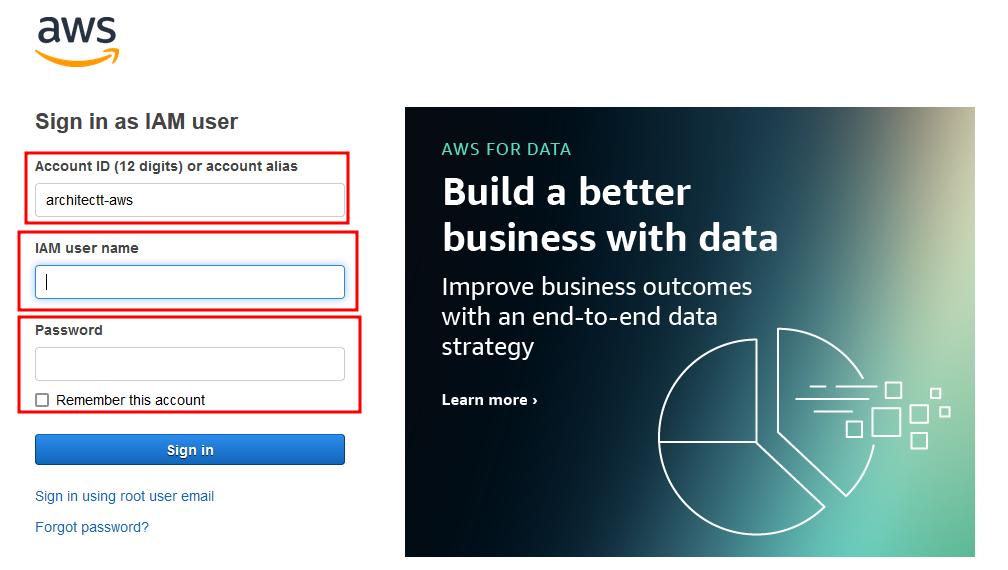 aws
Sign in as IAM user
Account ID (12 digits) or account alias
architectt-aws
IAM user name
Password
Remember this account
Sign in
Sign in using root user email
Forgot password?
AWS FOR DATA
Build a better
business with data
Improve business outcomes
with an end-to-end data
strategy
Learn more ›